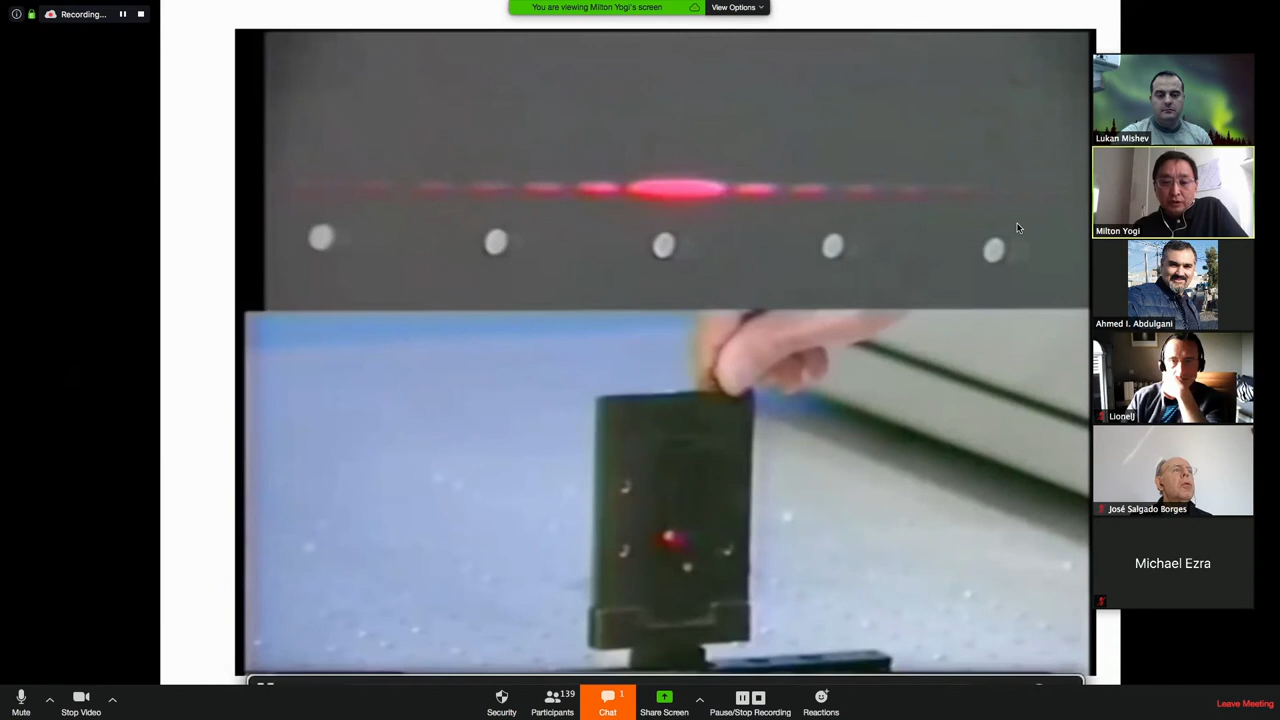 Recording...
You are viewing Milton Yogi's screen
View Options
Lukan Mishev
Milton Yogi
Ahmed I. Abdulgani
LionelJ
José Salgado Borges
Michael Ezra
Mute
Stop Video
Security
139
Participants
1
Chat
Share Screen
Pause/Stop Recording
Reactions
Leave Meeting